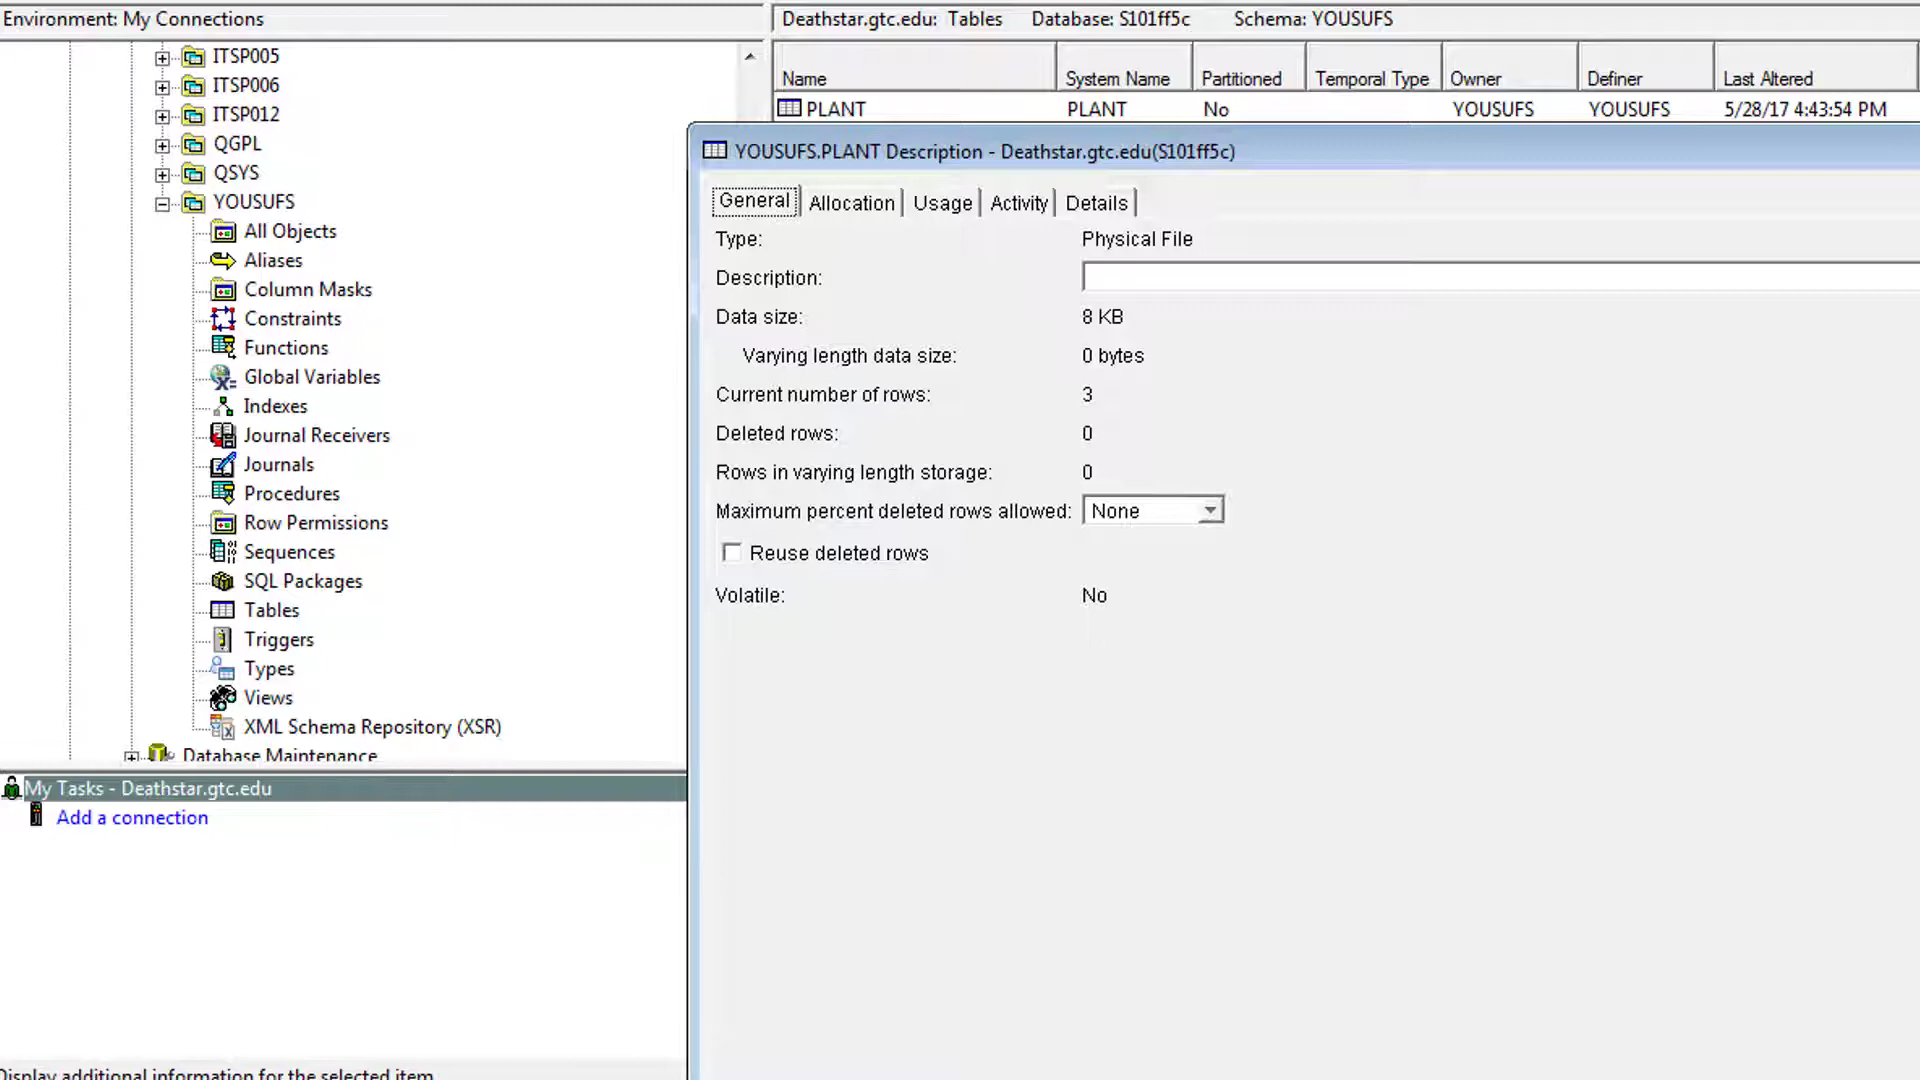 Environment: My Connections
Deathstar.gtc.edu: Tables Database: S101ff5c Schema: YOUSUFS
ITSP005
ITSP006
ITSP012
QGPL
QSYS
YOUSUFS
All Objects
Aliases
Column Masks
Constraints
Functions
Global Variables
Indexes
Journal Receivers
Journals
Procedures
Row Permissions
Sequences
SQL Packages
Tables
Triggers
Types
Views
XML Schema Repository (XSR)
Database Maintenance
My Tasks - Deathstar.gtc.edu
Add a connection
Display additional information for the selected item
Name System Name Partitioned Temporal Type Owner Definer Last Altered
PLANT PLANT No YOUSUFS YOUSUFS 5/28/17 4:43:54 PM
YOUSUFS.PLANT Description - Deathstar.gtc.edu(S101ff5c)
General Allocation Usage Activity Details
Type: Physical File
Description:
Data size: 8 KB
Varying length data size: 0 bytes
Current number of rows: 3
Deleted rows: 0
Rows in varying length storage: 0
Maximum percent deleted rows allowed: None
Reuse deleted rows
Volatile: No